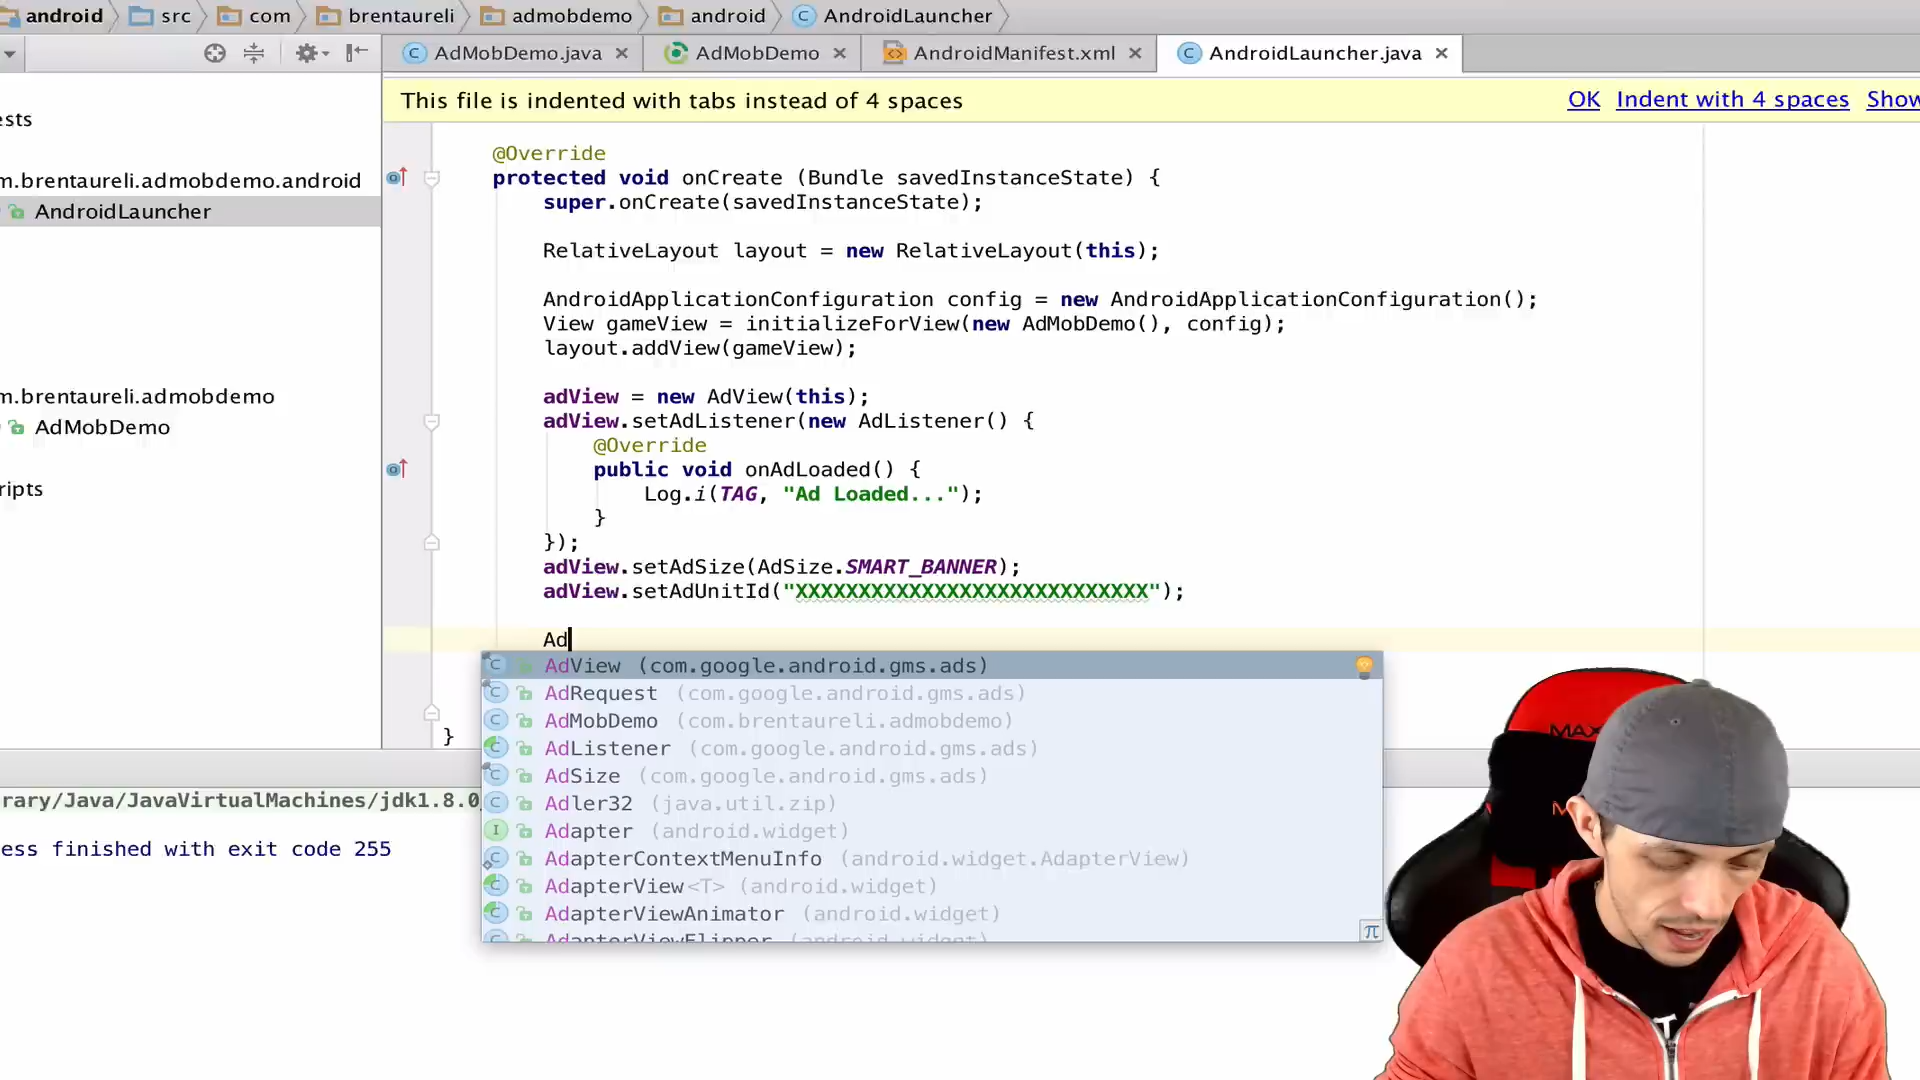 android src com brentaureli admobdemo android AndroidLauncher
AdMobDemo.java AdMobDemo AndroidManifest.xml AndroidLauncher.java
This file is indented with tabs instead of 4 spaces OK Indent with 4 spaces Show
ests
m.brentaureli.admobdemo.android
AndroidLauncher
m.brentaureli.admobdemo
AdMobDemo
ripts
@Override
protected void onCreate (Bundle savedInstanceState) {
super.onCreate(savedInstanceState);
RelativeLayout layout = new RelativeLayout(this);
AndroidApplicationConfiguration config = new AndroidApplicationConfiguration();
View gameView = initializeForView(new AdMobDemo(), config);
layout.addView(gameView);
adView = new AdView(this);
adView.setAdListener(new AdListener() {
@Override
public void onAdLoaded() {
Log.i(TAG, "Ad Loaded...");
}
});
adView.setAdSize(AdSize.SMART_BANNER);
adView.setAdUnitId("XXXXXXXXXXXXXXXXXXXXXXXXXXXX");
Ad
AdView (com.google.android.gms.ads)
AdRequest (com.google.android.gms.ads)
AdMobDemo (com.brentaureli.admobdemo)
AdListener (com.google.android.gms.ads)
AdSize (com.google.android.gms.ads)
Adler32 (java.util.zip)
Adapter (android.widget)
AdapterContextMenuInfo (android.widget.AdapterView)
AdapterView<T> (android.widget)
AdapterViewAnimator (android.widget)
AdapterViewFlipper (android.widget)
π
}
rary/Java/JavaVirtualMachines/jdk1.8.0
ess finished with exit code 255